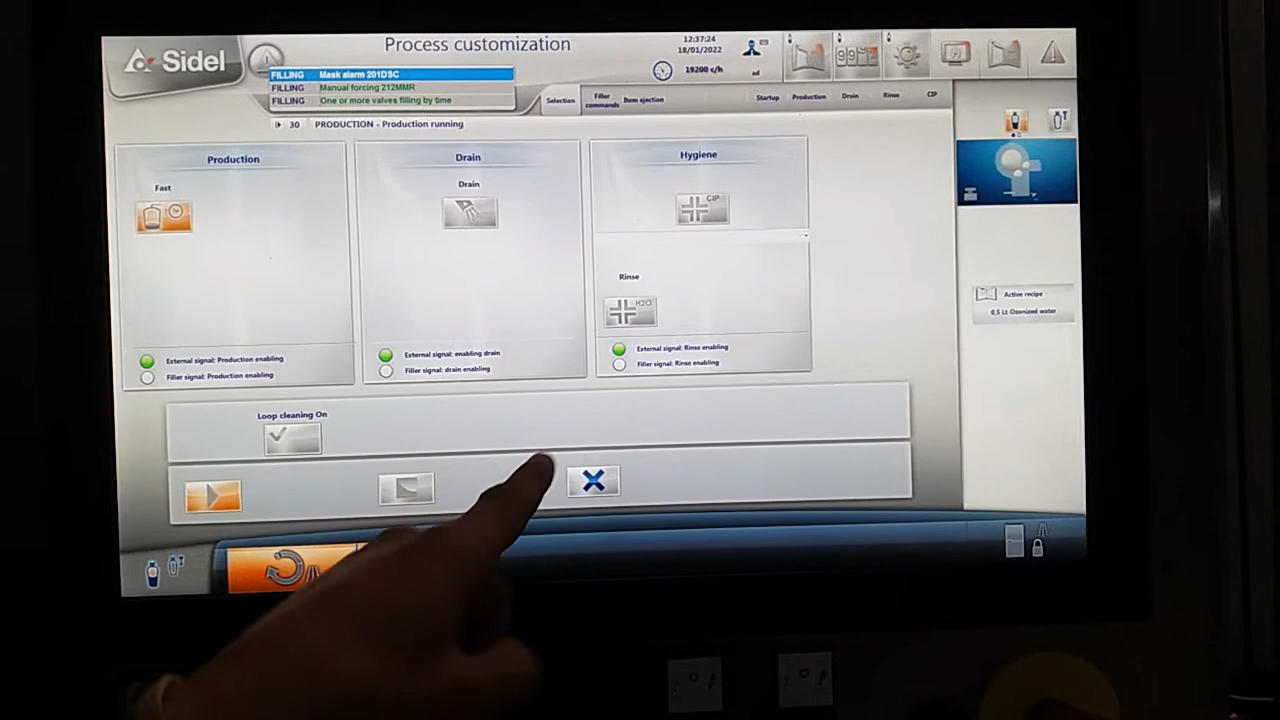 Sidel
Process customization
12:37:24
18/01/2022
19200 c/h
ad
FILLING Mask alarm 201DSC
FILLING Manual forcing 212MMR
FILLING One or more valves filling by time
Selection
Filler commands
Item ejection
Startup
Production
Drain
Rinse
CIP
30 PRODUCTION - Production running
Production
Fast
External signal: Production enabling
Filler signal: Production enabling
Drain
Drain
External signal: enabling drain
Filler signal: drain enabling
Hygiene
CIP
Rinse
H2O
External signal: Rinse enabling
Filler signal: Rinse enabling
Active recipe
0,5 Lt Ozonized water
Loop cleaning On